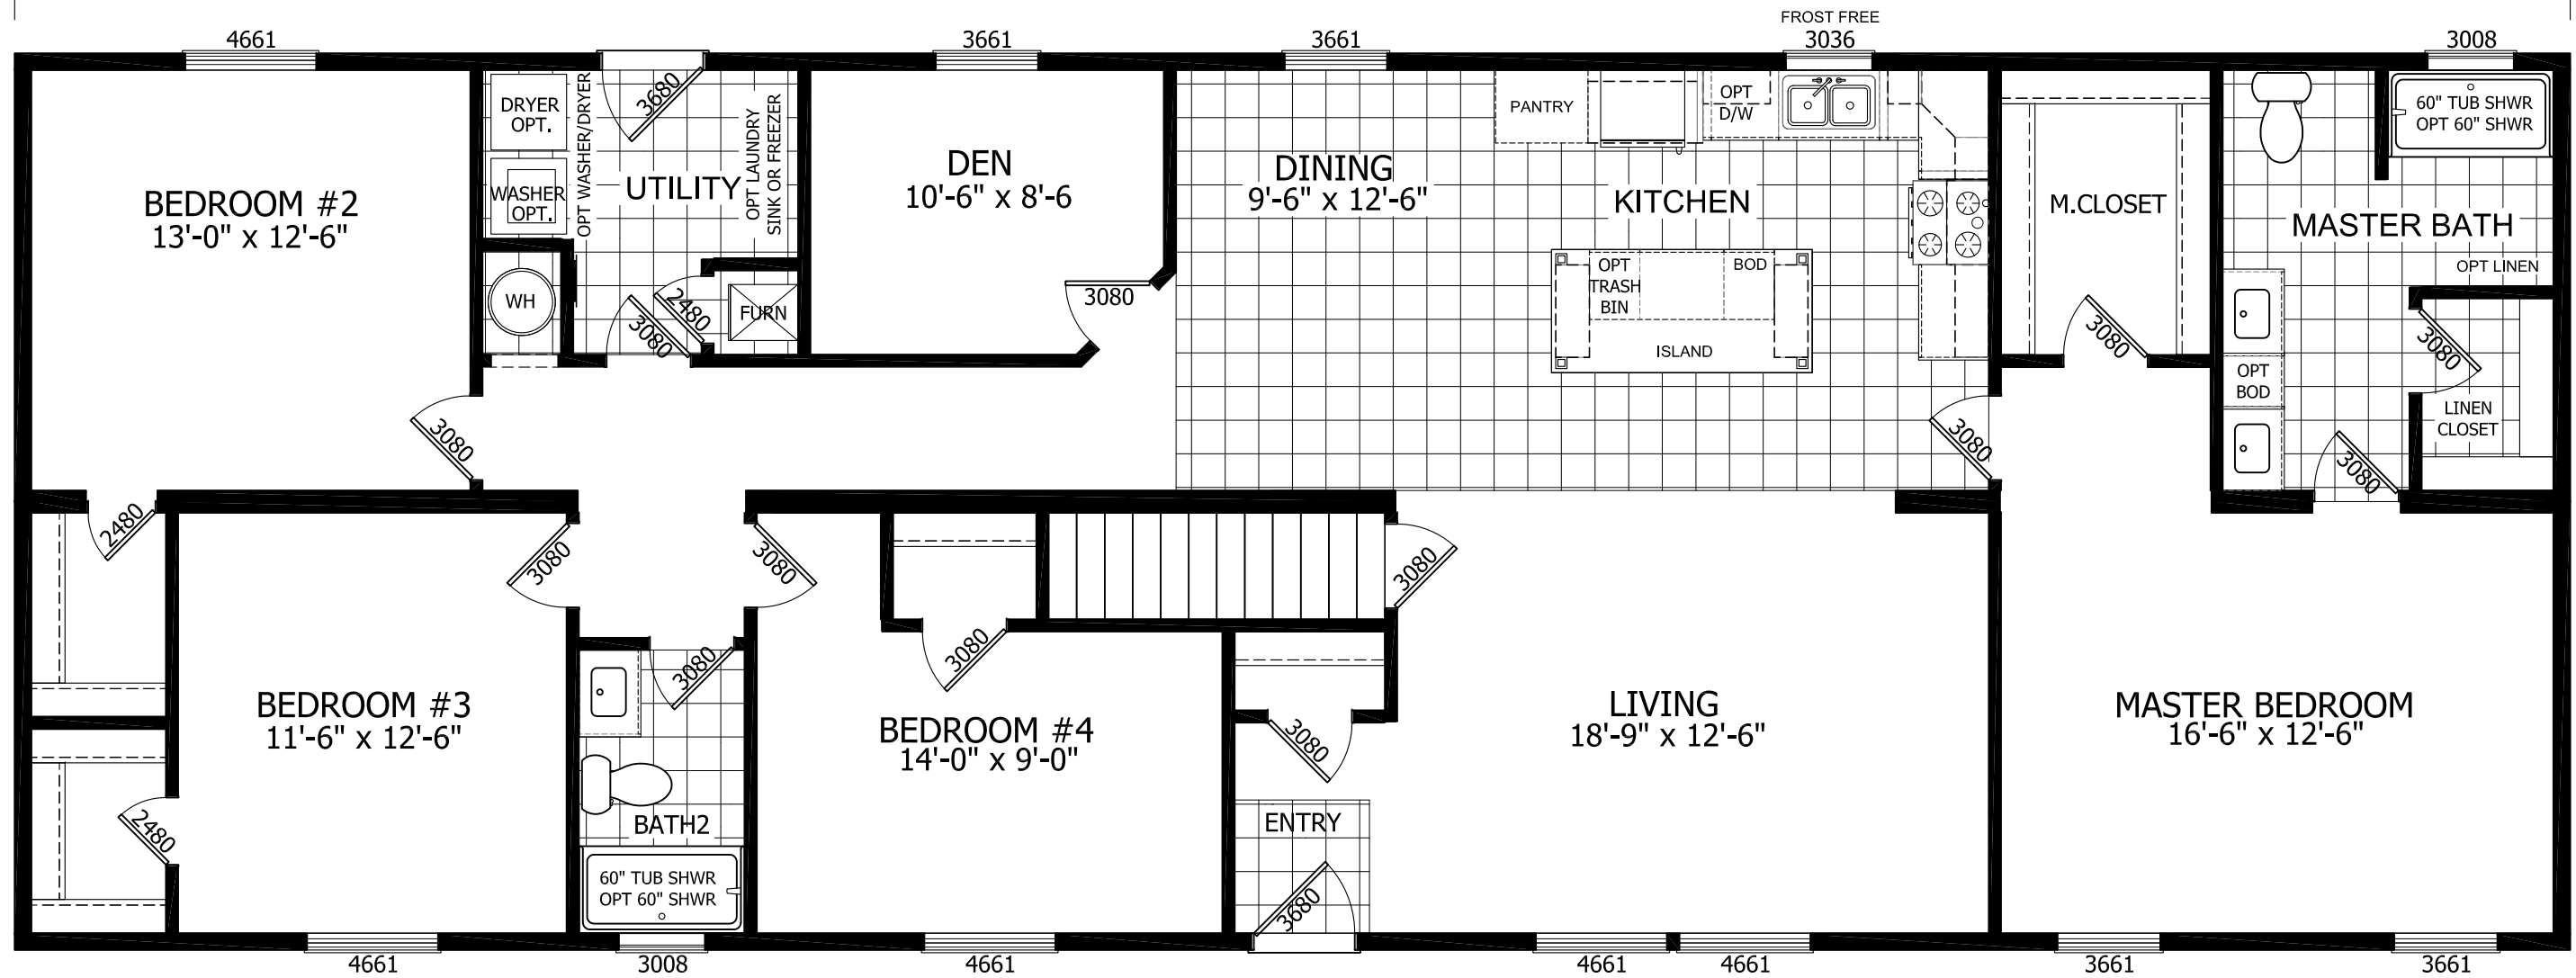 FROST FREE
4661
3661
3661
3036
3008
3680
DRYER
OPT.
OPT WASHER/DRYER
WASHER
OPT.
UTILITY
OPT LAUNDRY
SINK OR FREEZER
WH
FURN
2480
3080
BEDROOM #2
13'-0" x 12'-6"
3080
2480
DEN
10'-6" x 8'-6
3080
DINING
9'-6" x 12'-6"
PANTRY
OPT
D/W
KITCHEN
OPT
TRASH
BIN
BOD
ISLAND
3080
M.CLOSET
3080
60" TUB SHWR
OPT 60" SHWR
MASTER BATH
OPT LINEN
3080
OPT
BOD
LINEN
CLOSET
3080
BEDROOM #3
11'-6" x 12'-6"
3080
2480
3080
3080
BATH2
60" TUB SHWR
OPT 60" SHWR
3080
BEDROOM #4
14'-0" x 9'-0"
3080
3080
ENTRY
3680
LIVING
18'-9" x 12'-6"
MASTER BEDROOM
16'-6" x 12'-6"
4661
3008
4661
4661
4661
3661
3661